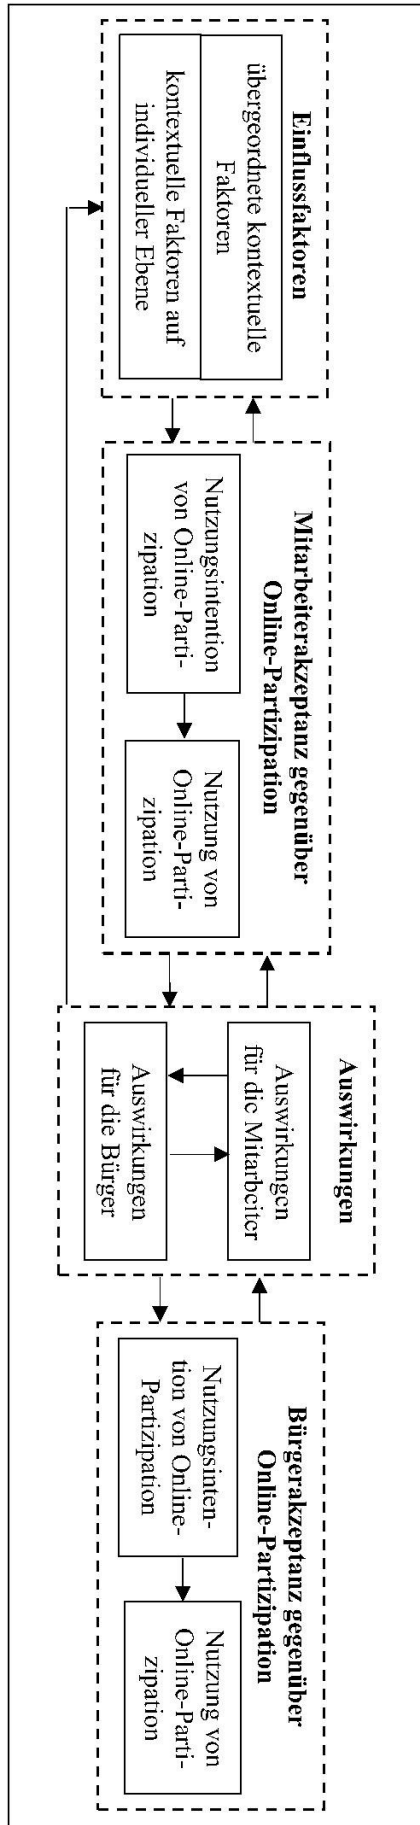 Einflussfaktoren
übergeordnete kontextuelle
Faktoren
kontextuelle Faktoren auf
individueller Ebene
Mitarbeiterakzeptanz gegenüber
Online-Partizipation
Nutzungsintention
von Online-Parti-
zipation
Nutzung von
Online-Parti-
zipation
Auswirkungen
Auswirkungen
für die Mitarbeiter
Auswirkungen
für die Bürger
Bürgerakzeptanz gegenüber
Online-Partizipation
Nutzungsinten-
tion von Online-
Partizipation
Nutzung von
Online-Parti-
zipation